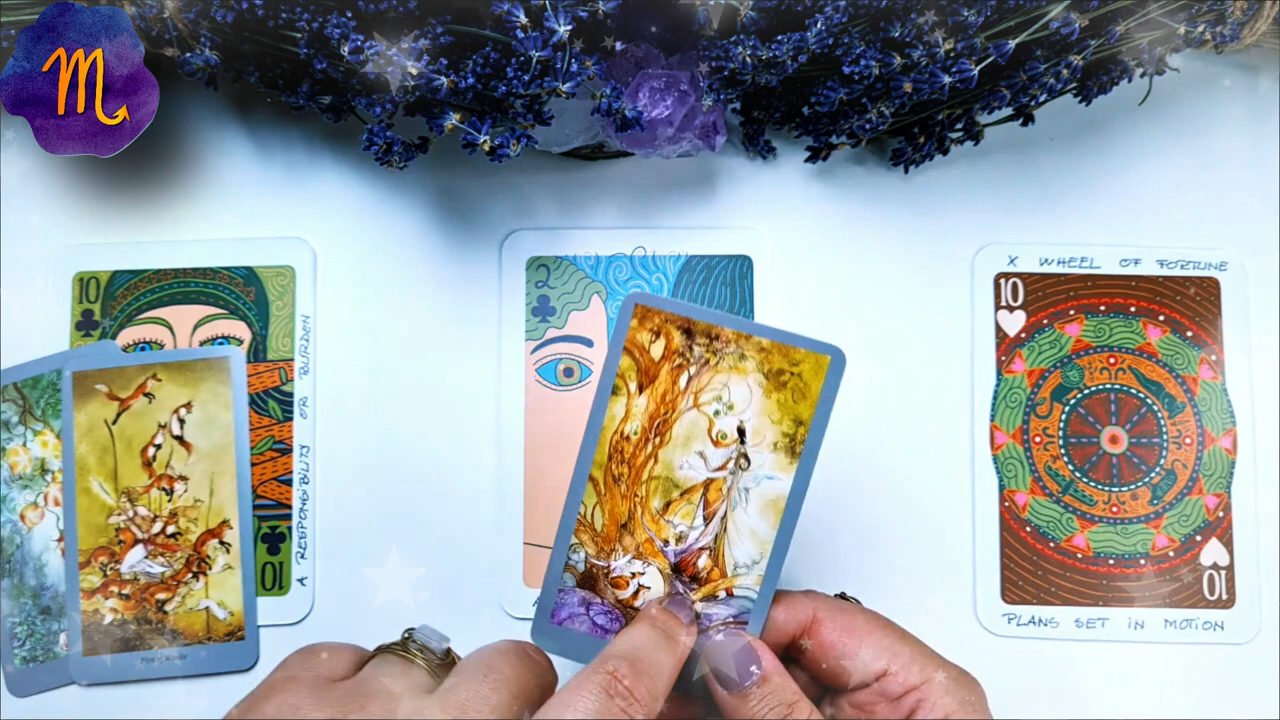 10
A RESPONSIBILITY OR BURDEN
10
2
X WHEEL OF FORTUNE
10
10
PLANS SET IN MOTION